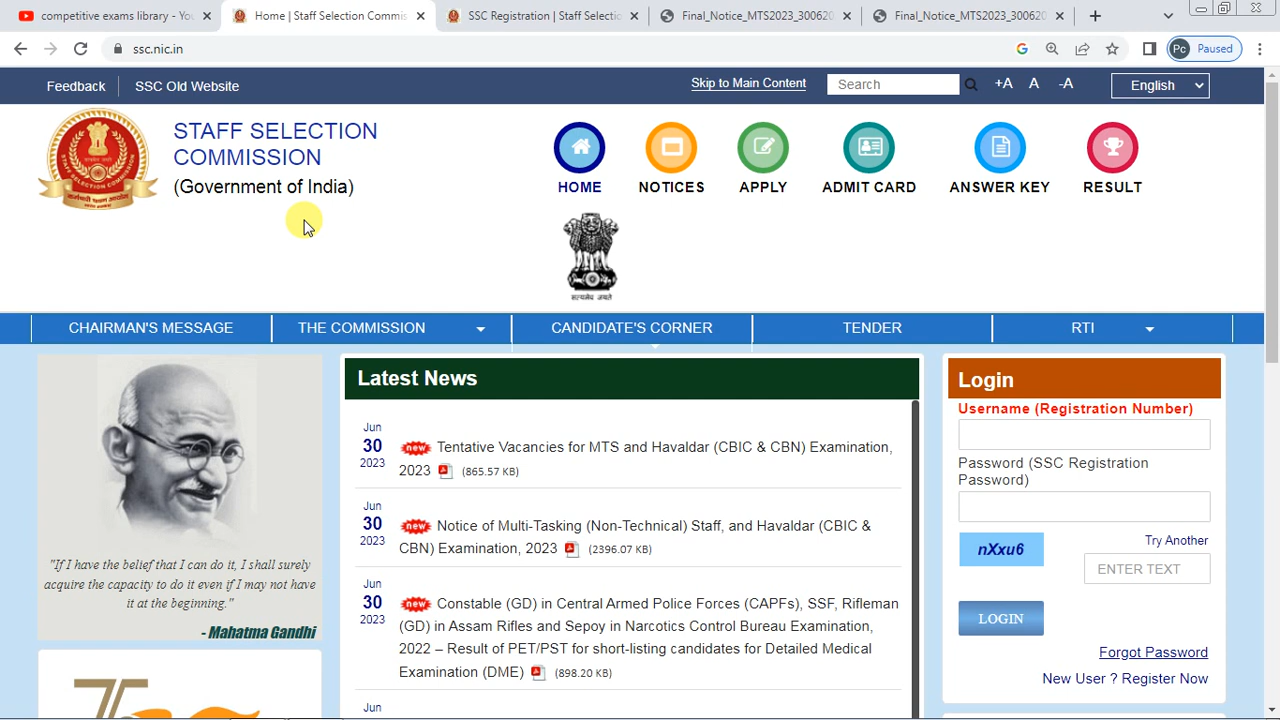 competitive exams library - You
Home | Staff Selection Commis
SSC Registration | Staff Selectio
Final_Notice_MTS2023_300620
Final_Notice_MTS2023_300620
ssc.nic.in
Pc Paused
Feedback
SSC Old Website
Skip to Main Content
Search
+A A -A
English
STAFF SELECTION
COMMISSION
(Government of India)
HOME
NOTICES
APPLY
ADMIT CARD
ANSWER KEY
RESULT
सत्यमेव जयते
CHAIRMAN'S MESSAGE
THE COMMISSION
CANDIDATE'S CORNER
TENDER
RTI
"If I have the belief that I can do it, I shall surely
acquire the capacity to do it even if I may not have
it at the beginning."
- Mahatma Gandhi
75
Latest News
Jun
30
2023
new Tentative Vacancies for MTS and Havaldar (CBIC & CBN) Examination,
2023 (865.57 KB)
Jun
30
2023
new Notice of Multi-Tasking (Non-Technical) Staff, and Havaldar (CBIC &
CBN) Examination, 2023 (2396.07 KB)
Jun
30
2023
new Constable (GD) in Central Armed Police Forces (CAPFs), SSF, Rifleman
(GD) in Assam Rifles and Sepoy in Narcotics Control Bureau Examination,
2022 – Result of PET/PST for short-listing candidates for Detailed Medical
Examination (DME) (898.20 KB)
Jun
Login
Username (Registration Number)
Password (SSC Registration
Password)
nXxu6
Try Another
ENTER TEXT
LOGIN
Forgot Password
New User ? Register Now